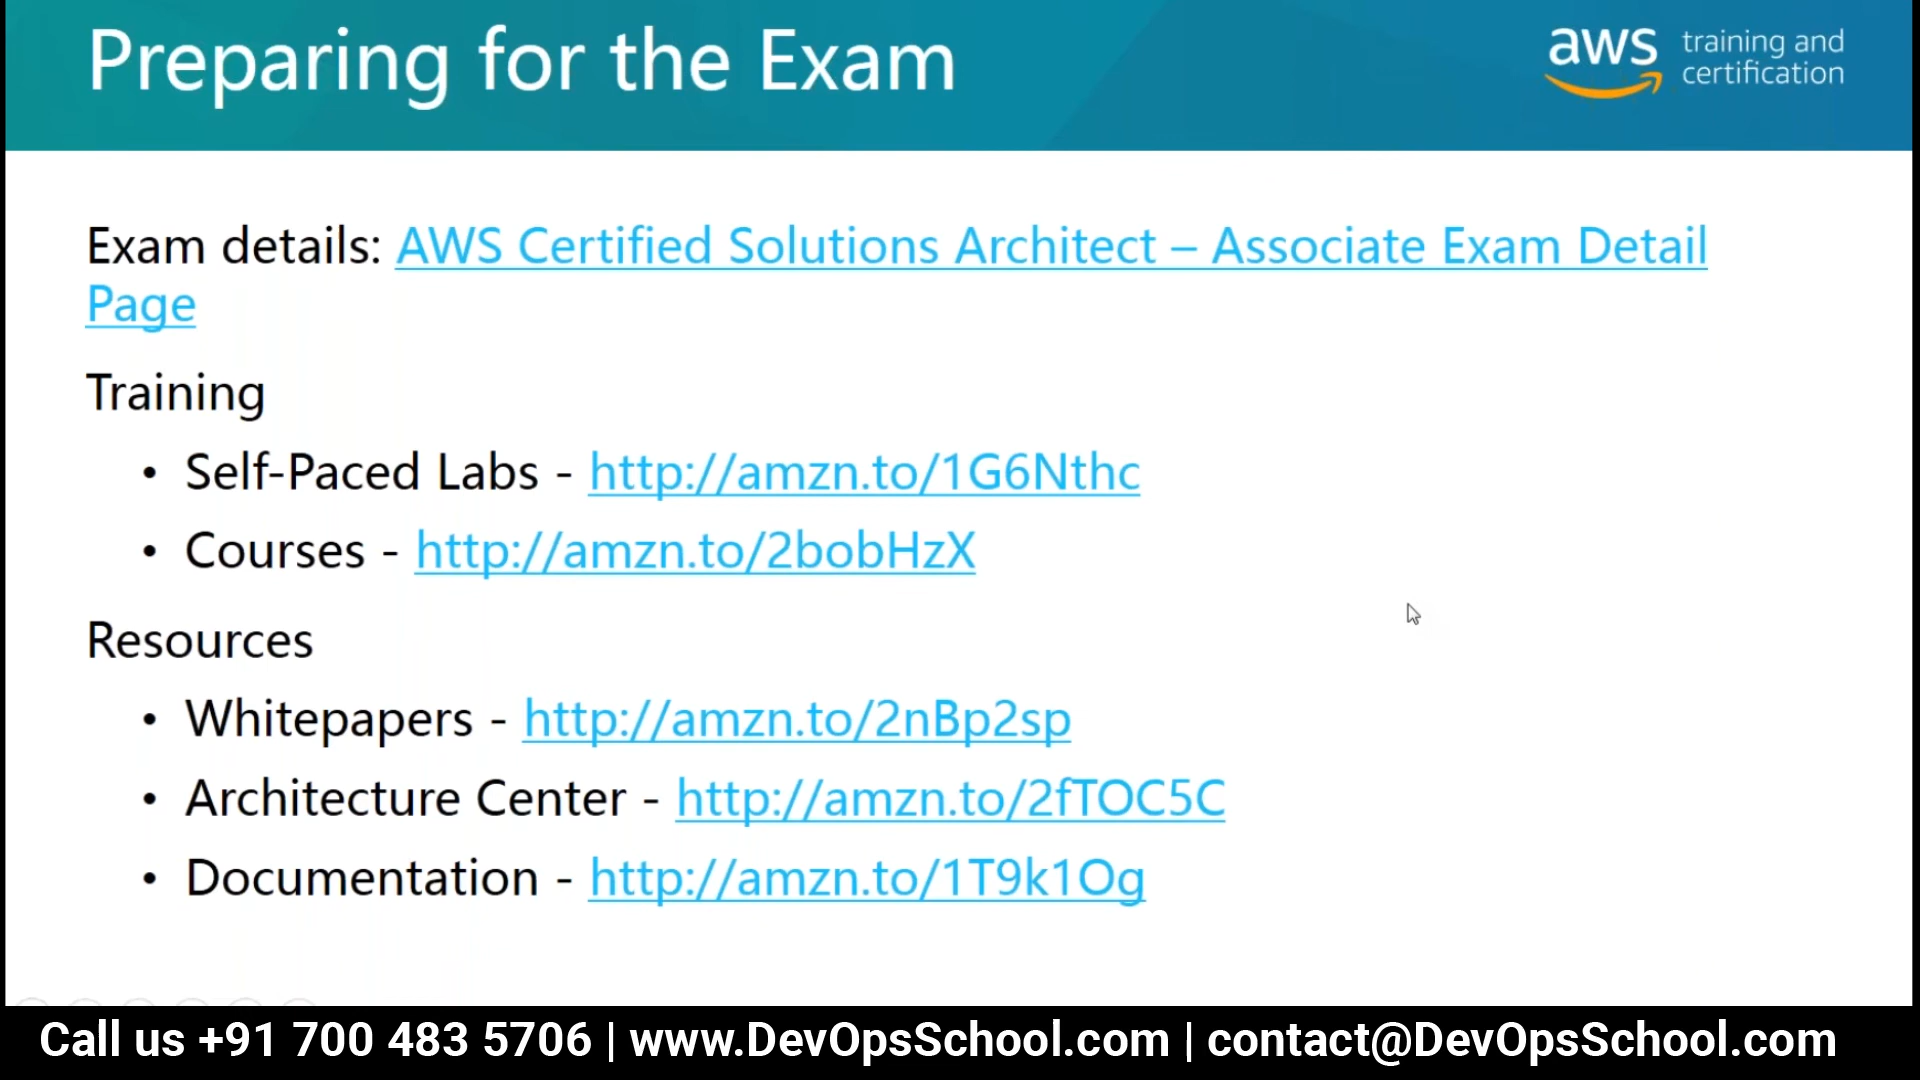 Preparing for the Exam
aws training and
certification
Exam details: AWS Certified Solutions Architect – Associate Exam Detail
Page
Training
• Self-Paced Labs - http://amzn.to/1G6Nthc
• Courses - http://amzn.to/2bobHzX
Resources
• Whitepapers - http://amzn.to/2nBp2sp
• Architecture Center - http://amzn.to/2fTOC5C
• Documentation - http://amzn.to/1T9k1Og
Call us +91 700 483 5706 | www.DevOpsSchool.com | contact@DevOpsSchool.com